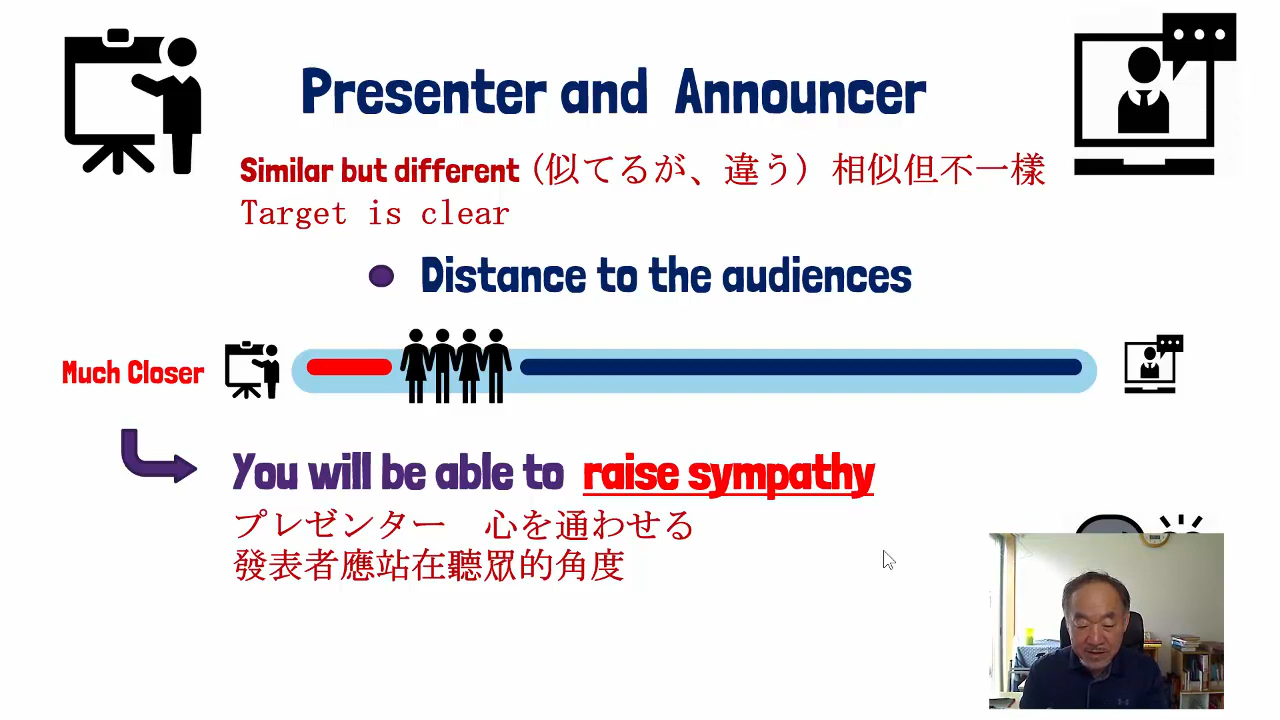 Presenter and Announcer
Similar but different (似てるが、違う) 相似但不一樣
Target is clear
Distance to the audiences
Much Closer
You will be able to raise sympathy
プレゼンター 心を通わせる
發表者應站在聽眾的角度